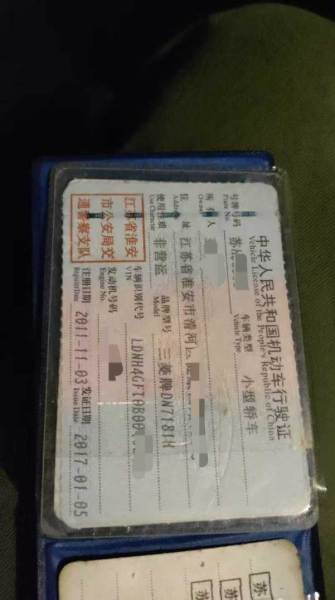 中华人民共和国机动车行驶证
Vehicle License of the People's Republic of China
号牌号码 苏H 车辆类型 小型轿车
Plate No. Vehicle Type
所有人
Owner
住址 江苏省淮安市清河
Address
使用性质 非营运 品牌型号 三菱牌DN7181H
Use Character Model
江苏省淮安
市公安局交
通警察支队
车辆识别代号 LDNH4GFT0B00
VIN
发动机号码
Engine No.
注册日期 2011-11-03 发证日期 2017-01-05
Register Date Issue Date
苏
苏
苏